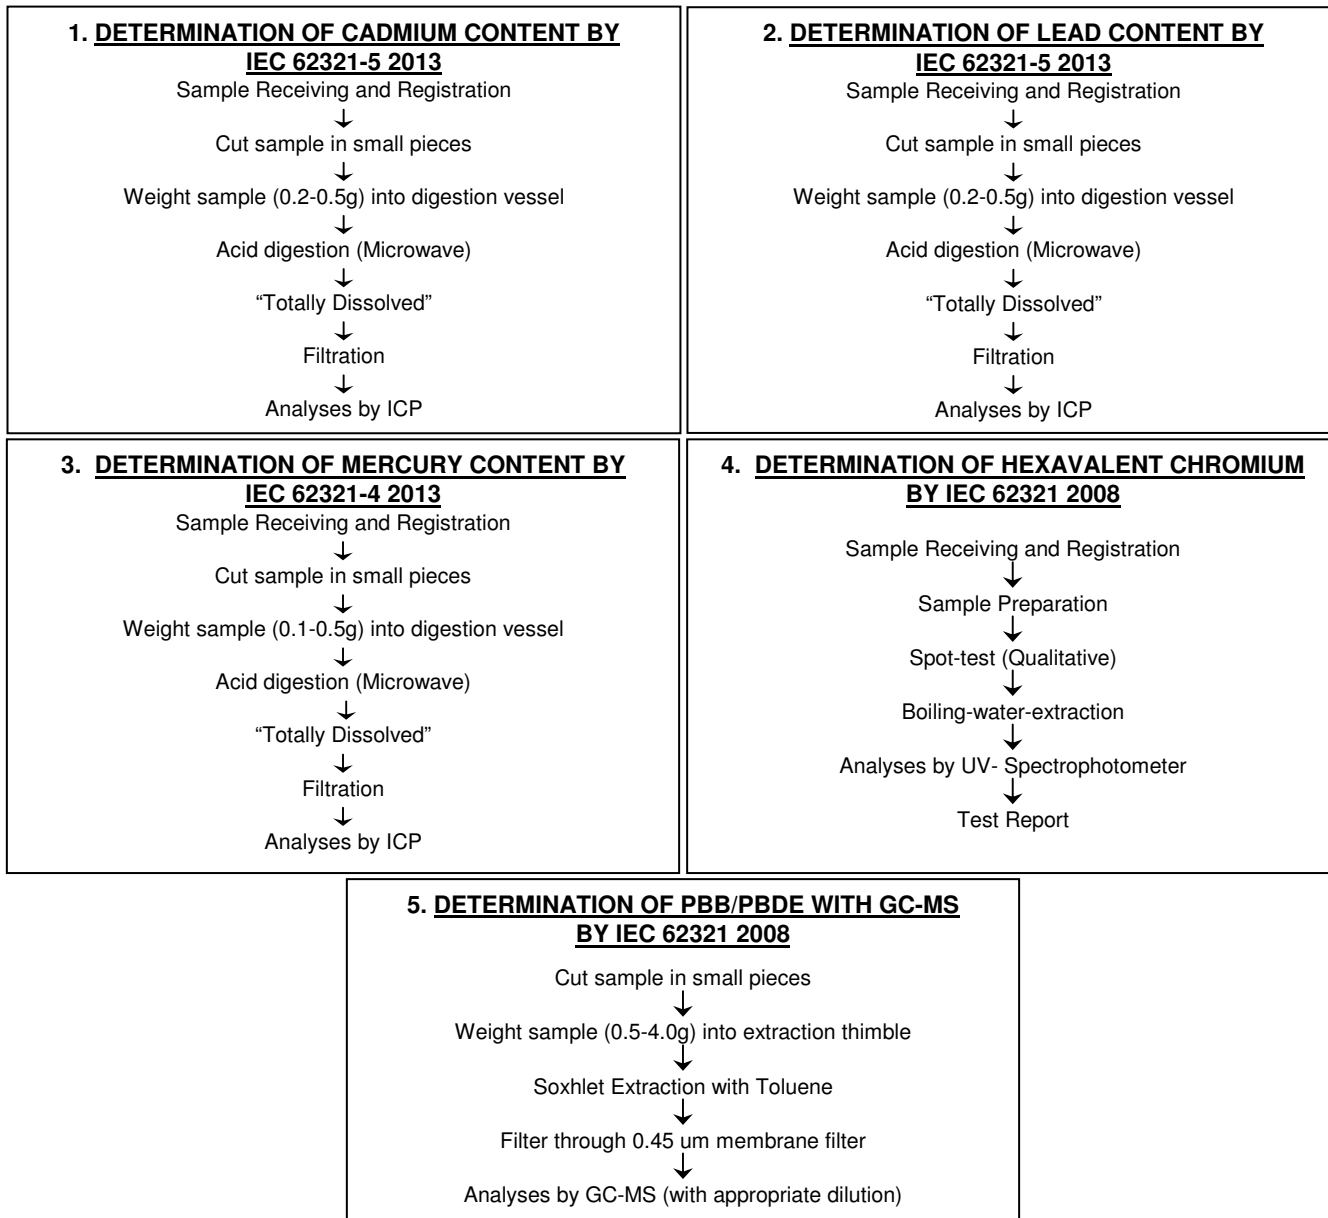 1. DETERMINATION OF CADMIUM CONTENT BY
IEC 62321-5 2013
Sample Receiving and Registration
Cut sample in small pieces
Weight sample (0.2-0.5g) into digestion vessel
Acid digestion (Microwave)
“Totally Dissolved”
Filtration
Analyses by ICP
2. DETERMINATION OF LEAD CONTENT BY
IEC 62321-5 2013
Sample Receiving and Registration
Cut sample in small pieces
Weight sample (0.2-0.5g) into digestion vessel
Acid digestion (Microwave)
“Totally Dissolved”
Filtration
Analyses by ICP
3. DETERMINATION OF MERCURY CONTENT BY
IEC 62321-4 2013
Sample Receiving and Registration
Cut sample in small pieces
Weight sample (0.1-0.5g) into digestion vessel
Acid digestion (Microwave)
“Totally Dissolved”
Filtration
Analyses by ICP
4. DETERMINATION OF HEXAVALENT CHROMIUM
BY IEC 62321 2008
Sample Receiving and Registration
Sample Preparation
Spot-test (Qualitative)
Boiling-water-extraction
Analyses by UV- Spectrophotometer
Test Report
5. DETERMINATION OF PBB/PBDE WITH GC-MS
BY IEC 62321 2008
Cut sample in small pieces
Weight sample (0.5-4.0g) into extraction thimble
Soxhlet Extraction with Toluene
Filter through 0.45 um membrane filter
Analyses by GC-MS (with appropriate dilution)